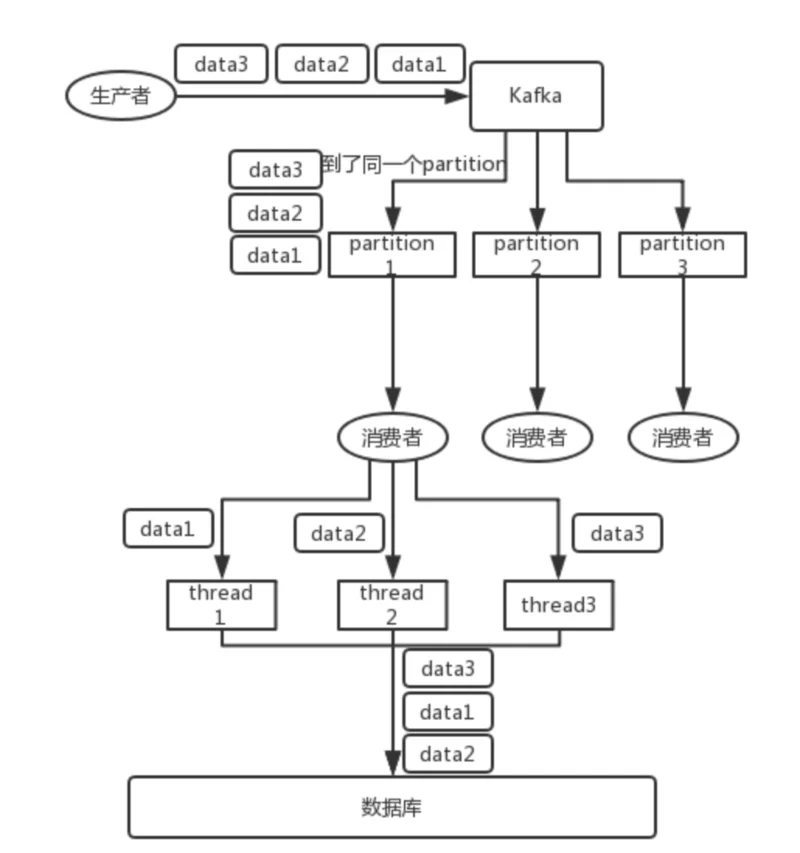 data3 data2 data1
生产者
Kafka
data3
到了同一个partition
data2
data1
partition
1
partition
2
partition
3
消费者
消费者
消费者
data1
data2
data3
thread
1
thread
2
thread3
data3
data1
data2
数据库